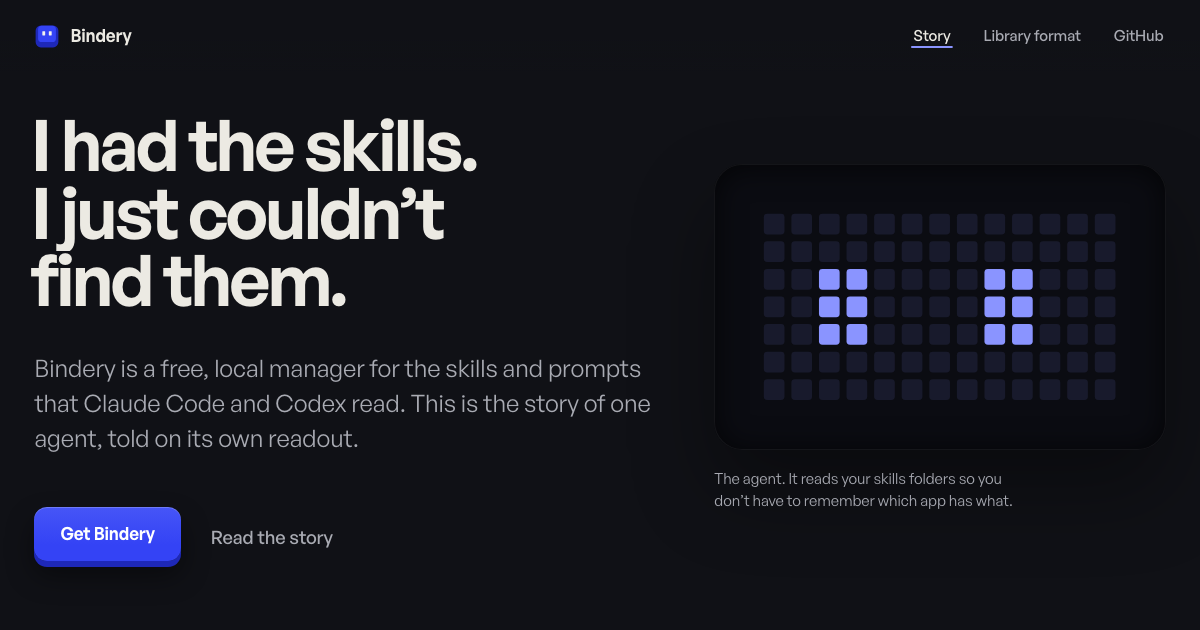 Bindery
Story
Library format
GitHub
I had the skills.
I just couldn’t
find them.
Bindery is a free, local manager for the skills and prompts
that Claude Code and Codex read. This is the story of one
agent, told on its own readout.
The agent. It reads your skills folders so you
don’t have to remember which app has what.
Get Bindery
Read the story